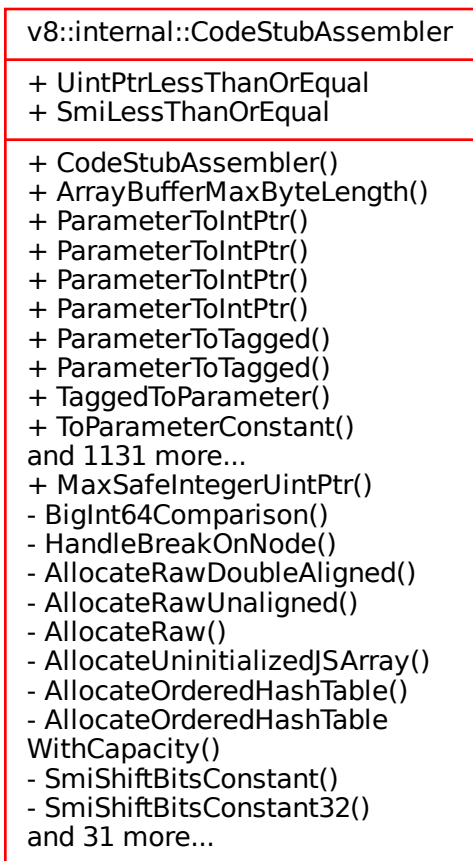 v8::internal::CodeStubAssembler
+ UintPtrLessThanOrEqual
+ SmiLessThanOrEqual
+ CodeStubAssembler()
+ ArrayBufferMaxByteLength()
+ ParameterToIntPtr()
+ ParameterToIntPtr()
+ ParameterToIntPtr()
+ ParameterToIntPtr()
+ ParameterToTagged()
+ ParameterToTagged()
+ TaggedToParameter()
+ ToParameterConstant()
and 1131 more...
+ MaxSafeIntegerUintPtr()
- BigInt64Comparison()
- HandleBreakOnNode()
- AllocateRawDoubleAligned()
- AllocateRawUnaligned()
- AllocateRaw()
- AllocateUninitializedJSArray()
- AllocateOrderedHashTable()
- AllocateOrderedHashTable
WithCapacity()
- SmiShiftBitsConstant()
- SmiShiftBitsConstant32()
and 31 more...